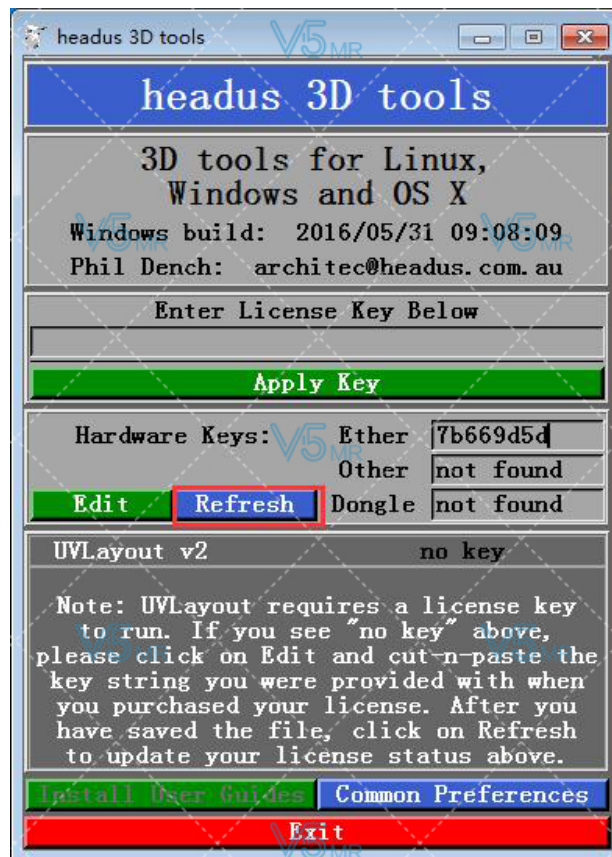 headus 3D tools
V5MR
headus 3D tools
3D tools for Linux,
Windows and OS X
Windows build: 2016/05/31 09:08:09
Phil Dench: architec@headus.com.au
V5MR
V5MR
Enter License Key Below
Apply Key
Hardware Keys: Ether 7b669d5d
V5MR
Other not found
Edit Refresh Dongle not found
UVLayout v2 no key
Note: UVLayout requires a license key
to run. If you see "no key" above,
please click on Edit and cut-n-paste the
key string you were provided with when
you purchased your license. After you
have saved the file, click on Refresh
to update your license status above.
Install User Guides Common Preferences
Exit
V5MR